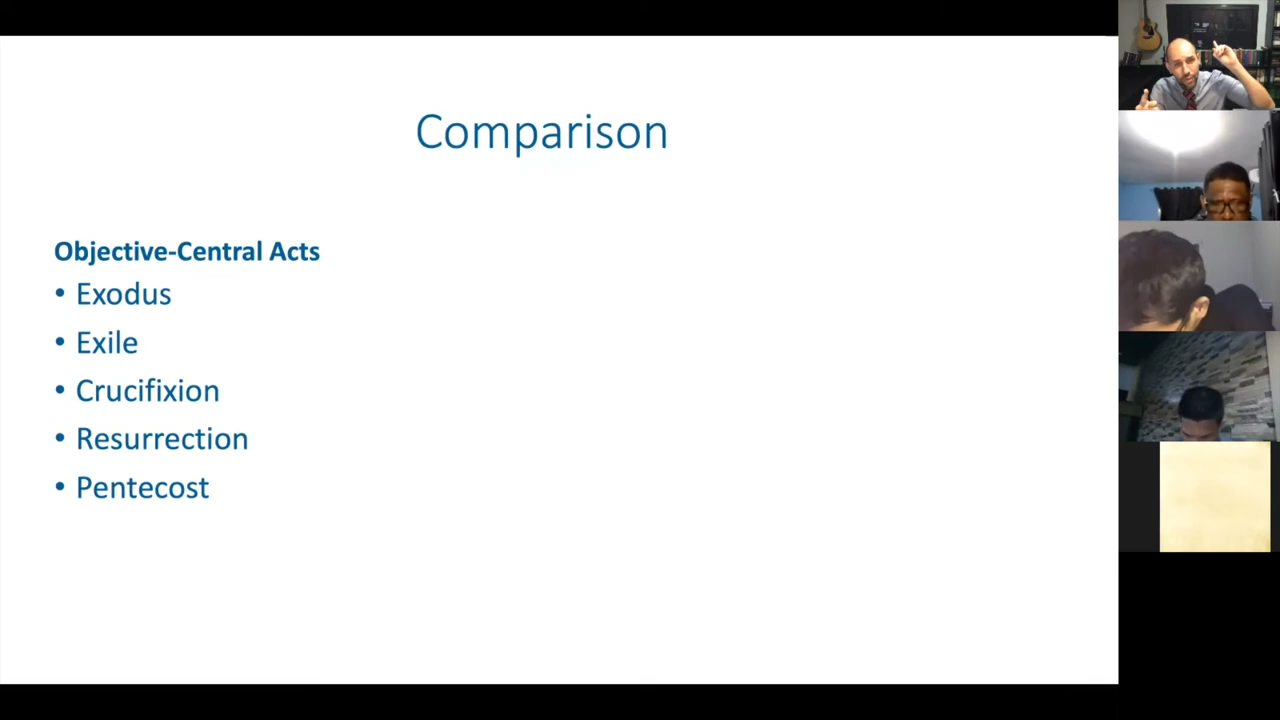 Comparison
Objective-Central Acts
• Exodus
• Exile
• Crucifixion
• Resurrection
• Pentecost